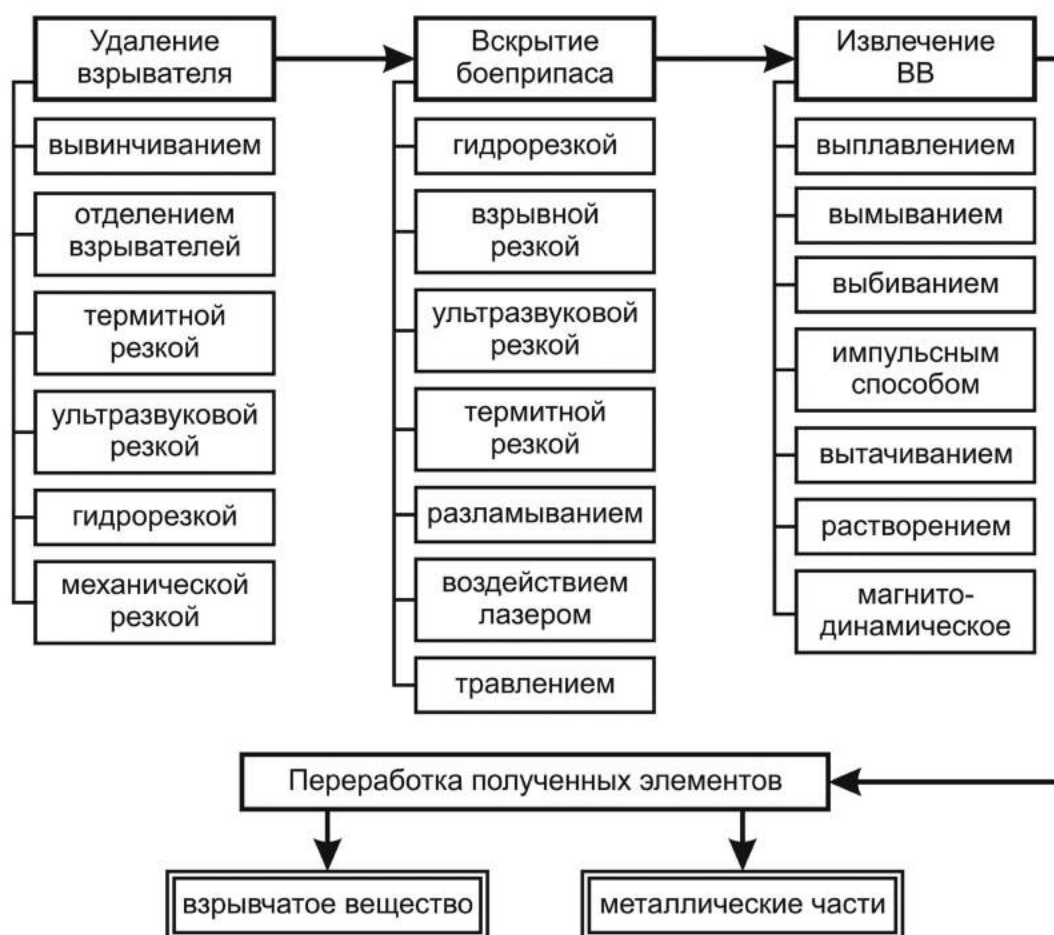 Удаление
взрывателя
вывинчиванием
отделением
взрывателей
термитной
резкой
ультразвуковой
резкой
гидрорезкой
механической
резкой
Вскрытие
боеприпаса
гидрорезкой
взрывной
резкой
ультразвуковой
резкой
термитной
резкой
разламыванием
воздействием
лазером
травлением
Извлечение
ВВ
выплавлением
вымыванием
выбиванием
импульсным
способом
вытачиванием
растворением
магнито-
динамическое
Переработка полученных элементов
взрывчатое вещество
металлические части